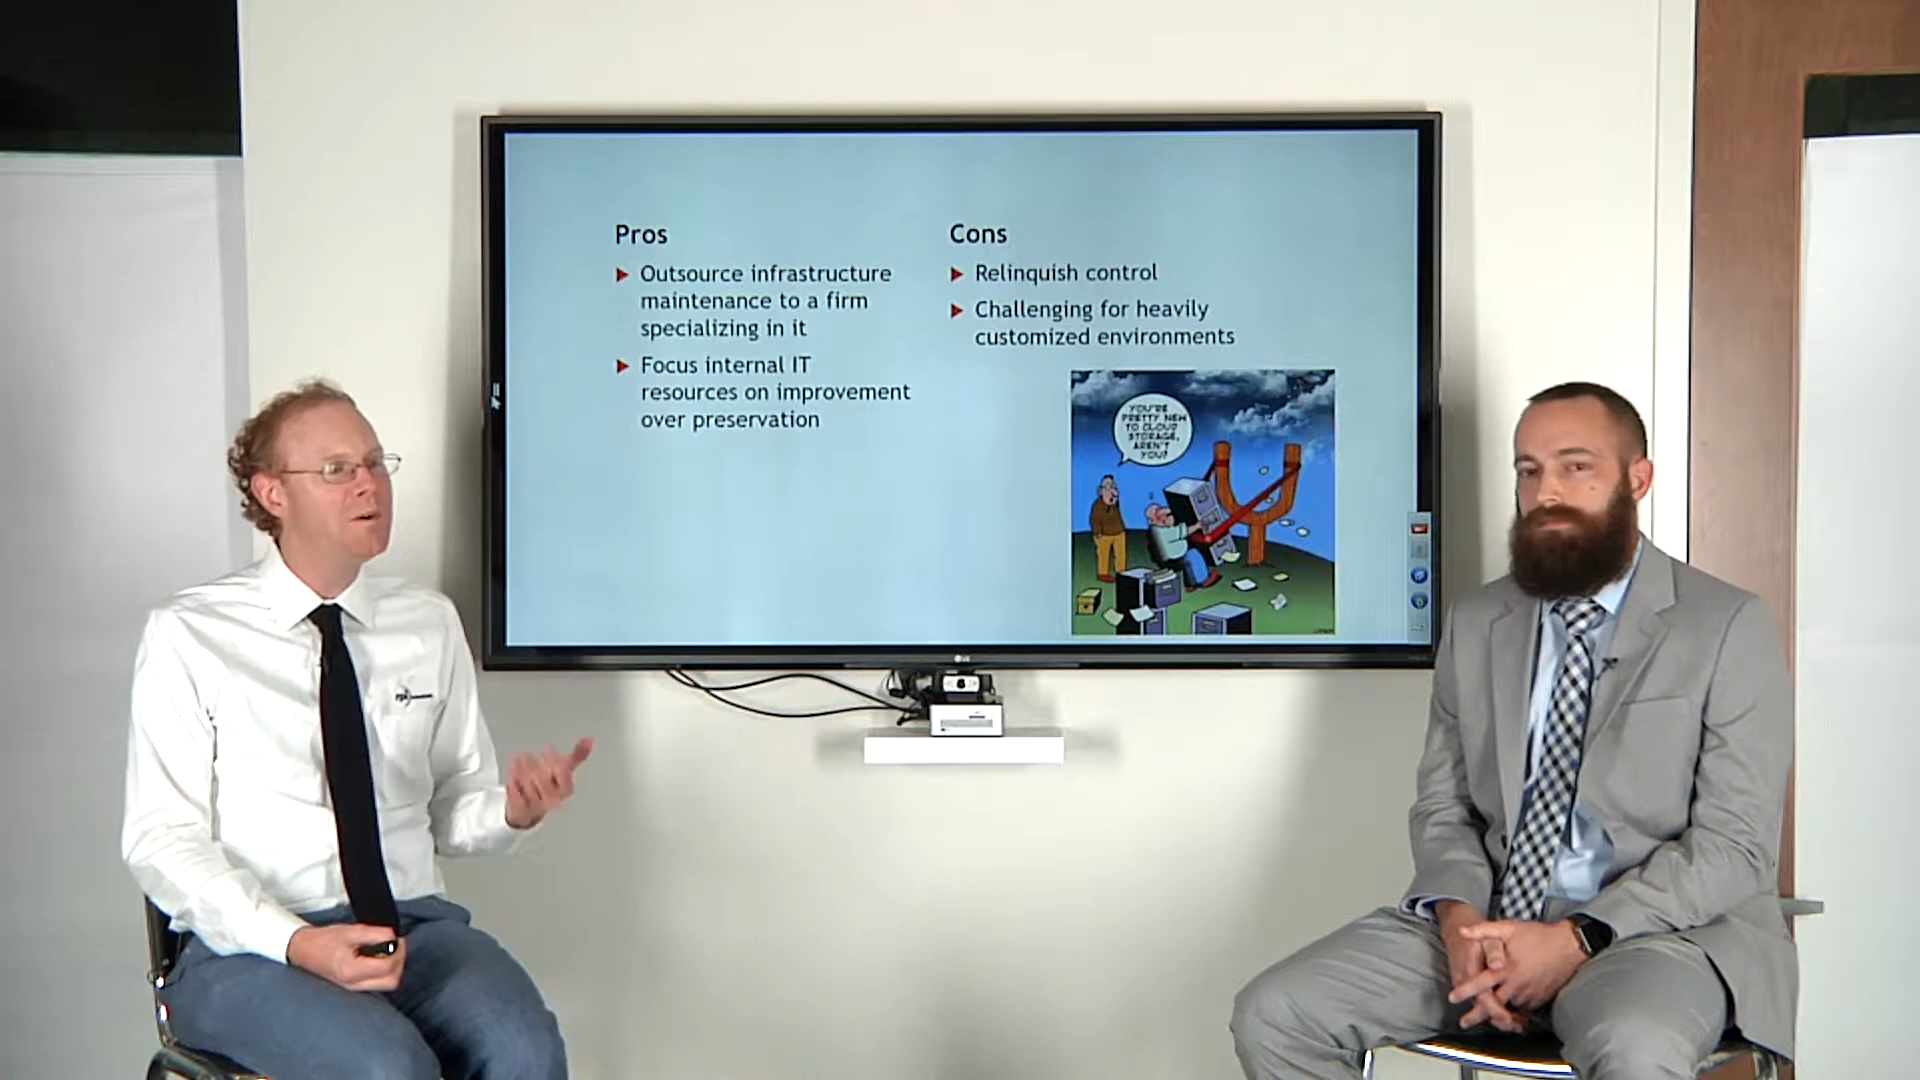 Pros
Outsource infrastructure
maintenance to a firm
specializing in it
Focus internal IT
resources on improvement
over preservation
Cons
Relinquish control
Challenging for heavily
customized environments
YOU'RE
PRETTY NEW
TO CLOUD
STORAGE,
AREN'T
YOU?
LG